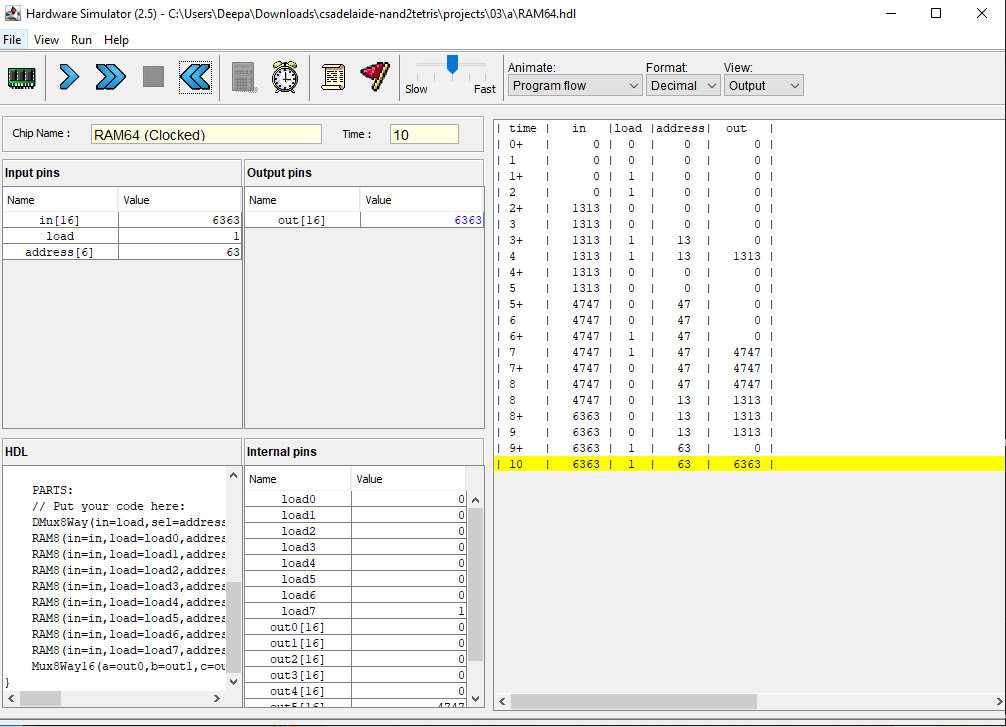 Hardware Simulator (2.5) - C:\Users\Deepa\Downloads\csadelaide-nand2tetris\projects\03\a\RAM64.hdl
File View Run Help
Slow Fast
Animate: Format: View:
Program flow Decimal Output
Chip Name : RAM64 (Clocked) Time : 10
Input pins
Name Value
in[16] 6363
load 1
address[6] 63
Output pins
Name Value
out[16] 6363
HDL
PARTS:
// Put your code here:
DMux8Way(in=load,sel=address
RAM8(in=in,load=load0,addres
RAM8(in=in,load=load1,addres
RAM8(in=in,load=load2,addres
RAM8(in=in,load=load3,addres
RAM8(in=in,load=load4,addres
RAM8(in=in,load=load5,addres
RAM8(in=in,load=load6,addres
RAM8(in=in,load=load7,addres
Mux8Way16(a=out0,b=out1,c=ou
}
Internal pins
Name Value
load0 0
load1 0
load2 0
load3 0
load4 0
load5 0
load6 0
load7 1
out0[16] 0
out1[16] 0
out2[16] 0
out3[16] 0
out4[16] 0
out5[16] 4747
| time | in |load |address| out |
| 0+ | 0 | 0 | 0 | 0 |
| 1 | 0 | 0 | 0 | 0 |
| 1+ | 0 | 1 | 0 | 0 |
| 2 | 0 | 1 | 0 | 0 |
| 2+ | 1313 | 0 | 0 | 0 |
| 3 | 1313 | 0 | 0 | 0 |
| 3+ | 1313 | 1 | 13 | 0 |
| 4 | 1313 | 1 | 13 | 1313 |
| 4+ | 1313 | 0 | 0 | 0 |
| 5 | 1313 | 0 | 0 | 0 |
| 5+ | 4747 | 0 | 47 | 0 |
| 6 | 4747 | 0 | 47 | 0 |
| 6+ | 4747 | 1 | 47 | 0 |
| 7 | 4747 | 1 | 47 | 4747 |
| 7+ | 4747 | 0 | 47 | 4747 |
| 8 | 4747 | 0 | 47 | 4747 |
| 8 | 4747 | 0 | 13 | 1313 |
| 8+ | 6363 | 0 | 13 | 1313 |
| 9 | 6363 | 0 | 13 | 1313 |
| 9+ | 6363 | 1 | 63 | 0 |
| 10 | 6363 | 1 | 63 | 6363 |